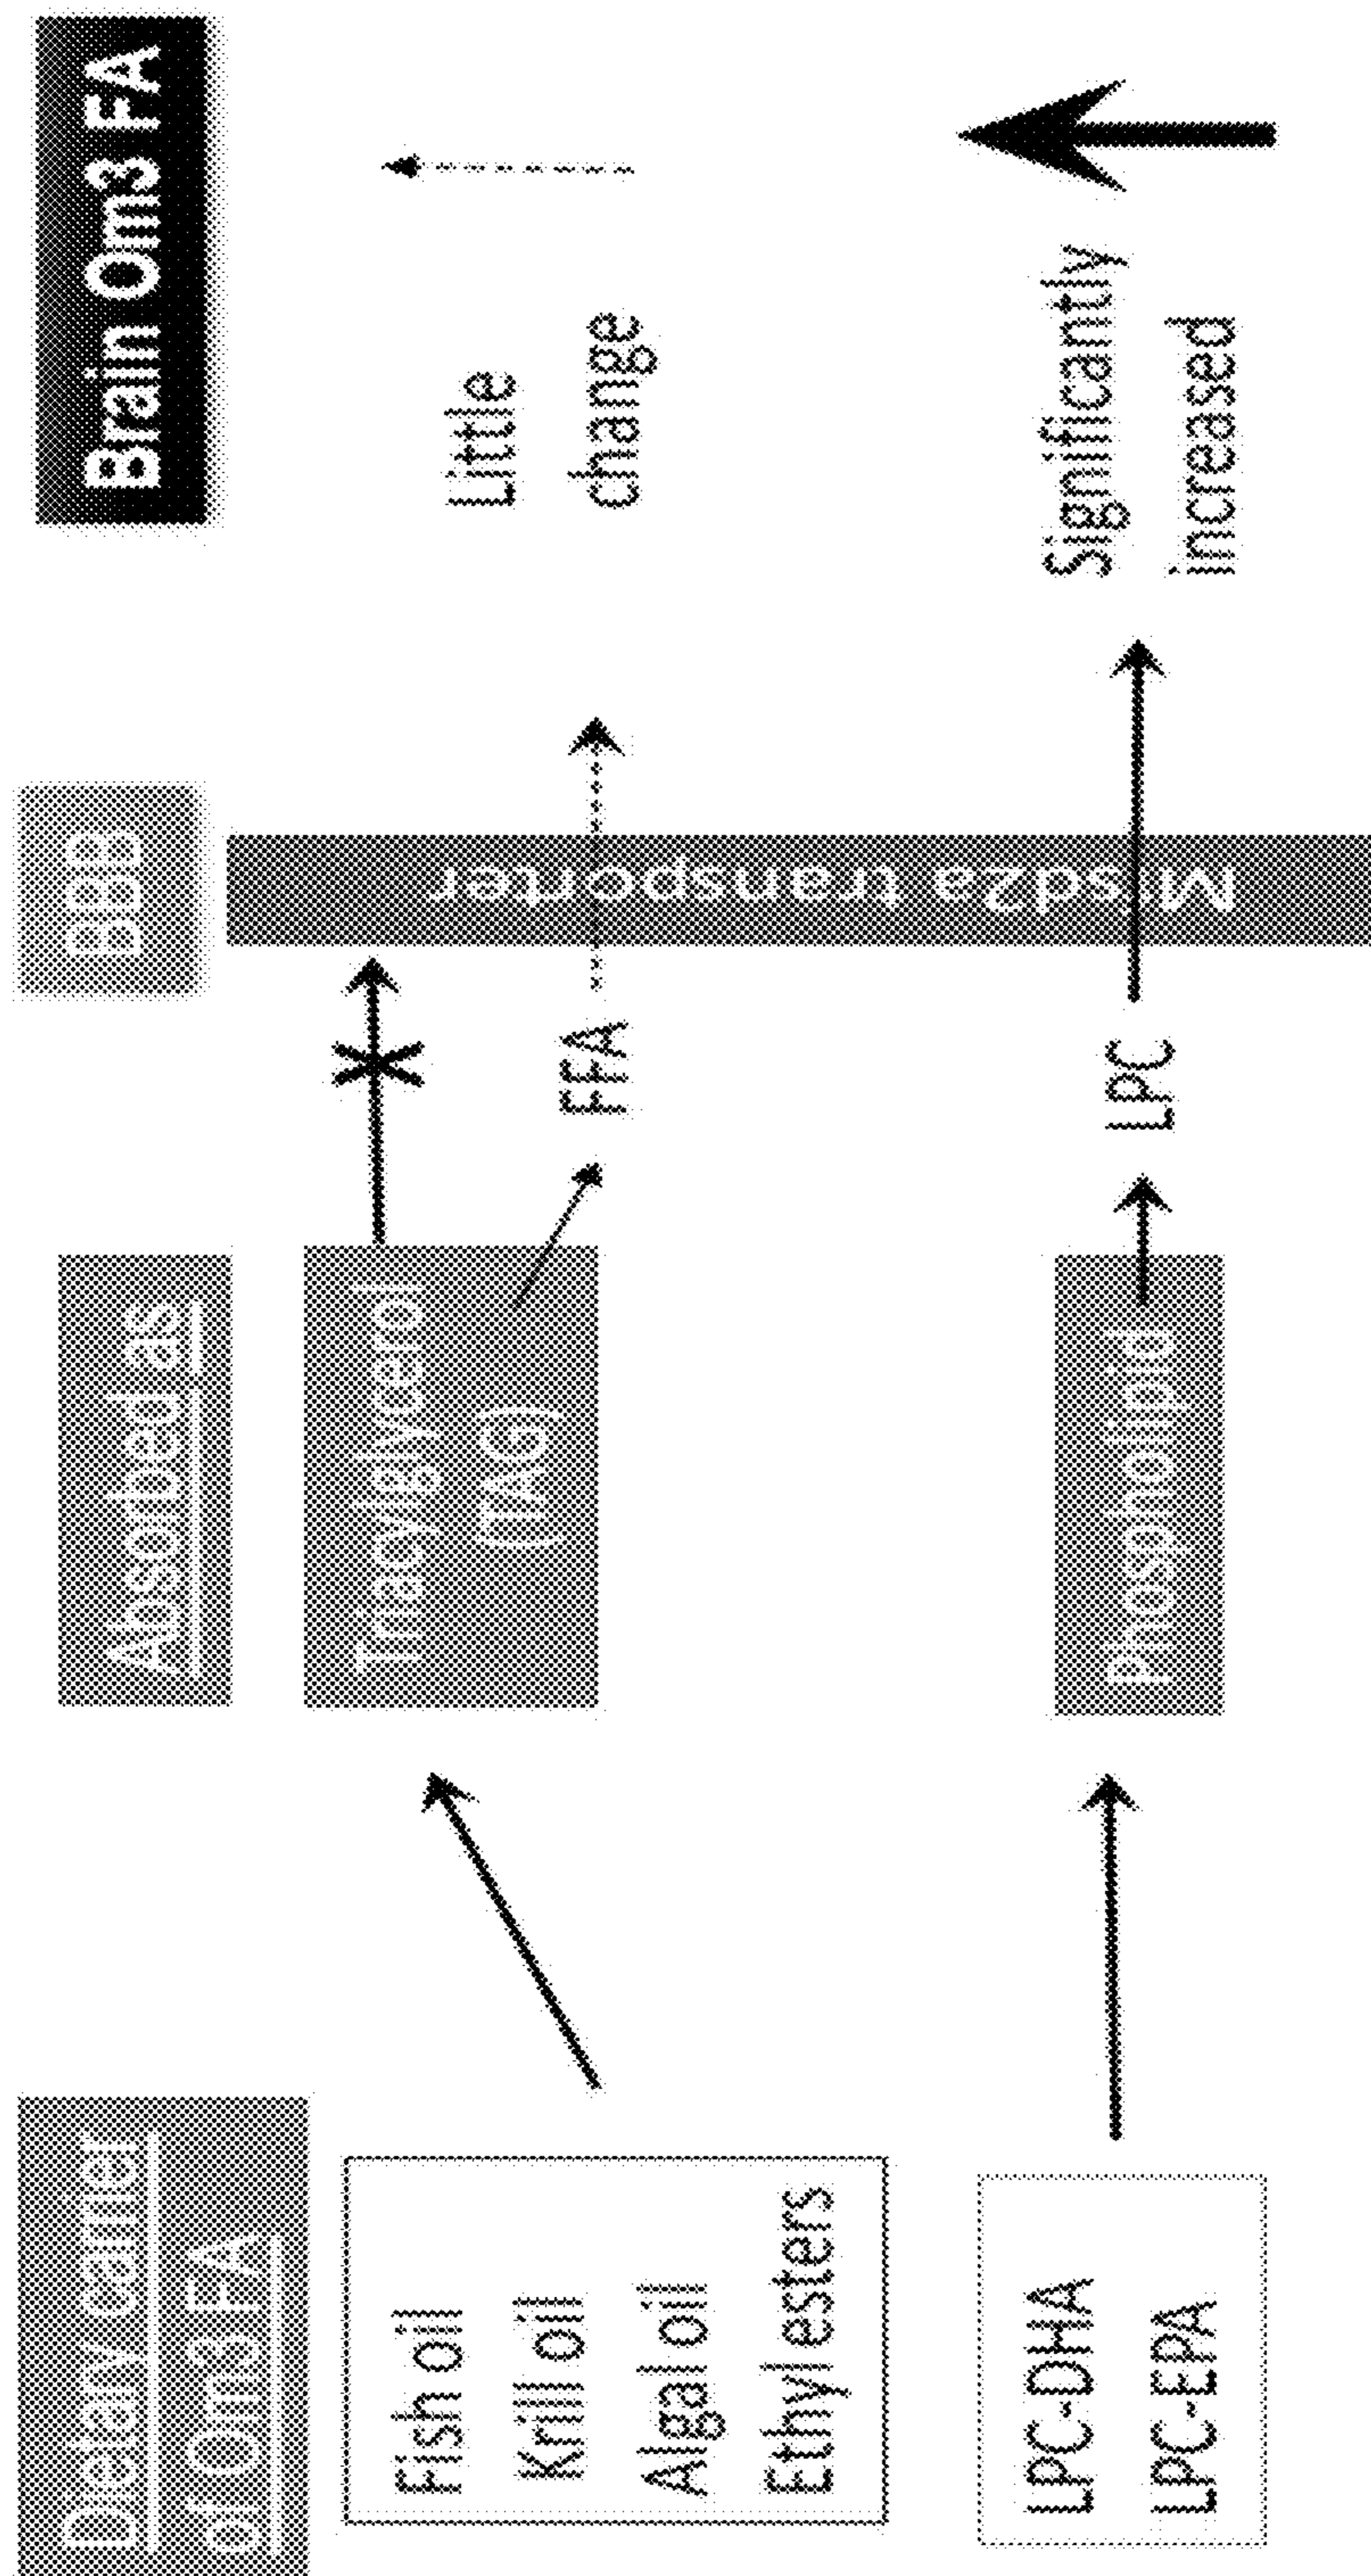 Dietary carrier
of Om3 FA
Absorbed as
BBB
Brain Om3 FA
Fish oil
Krill oil
Algal oil
Ethyl esters
Triacylglycerol
(TAG)
FFA
Little
change
Mfsd2a transporter
LPC-DHA
LPC-EPA
Phospholipid
LPC
Significantly
increased